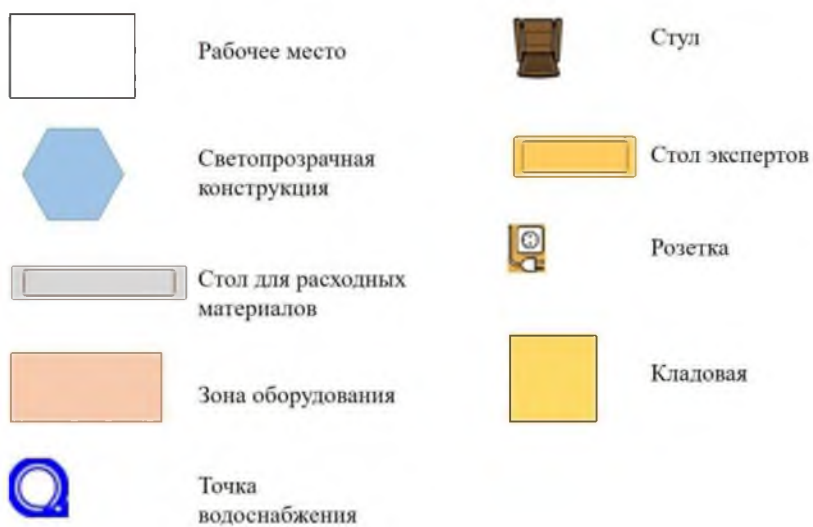 Рабочее место
Светопрозрачная
конструкция
Стол для расходных
материалов
Зона оборудования
Точка
водоснабжения
Стул
Стол экспертов
Розетка
Кладовая